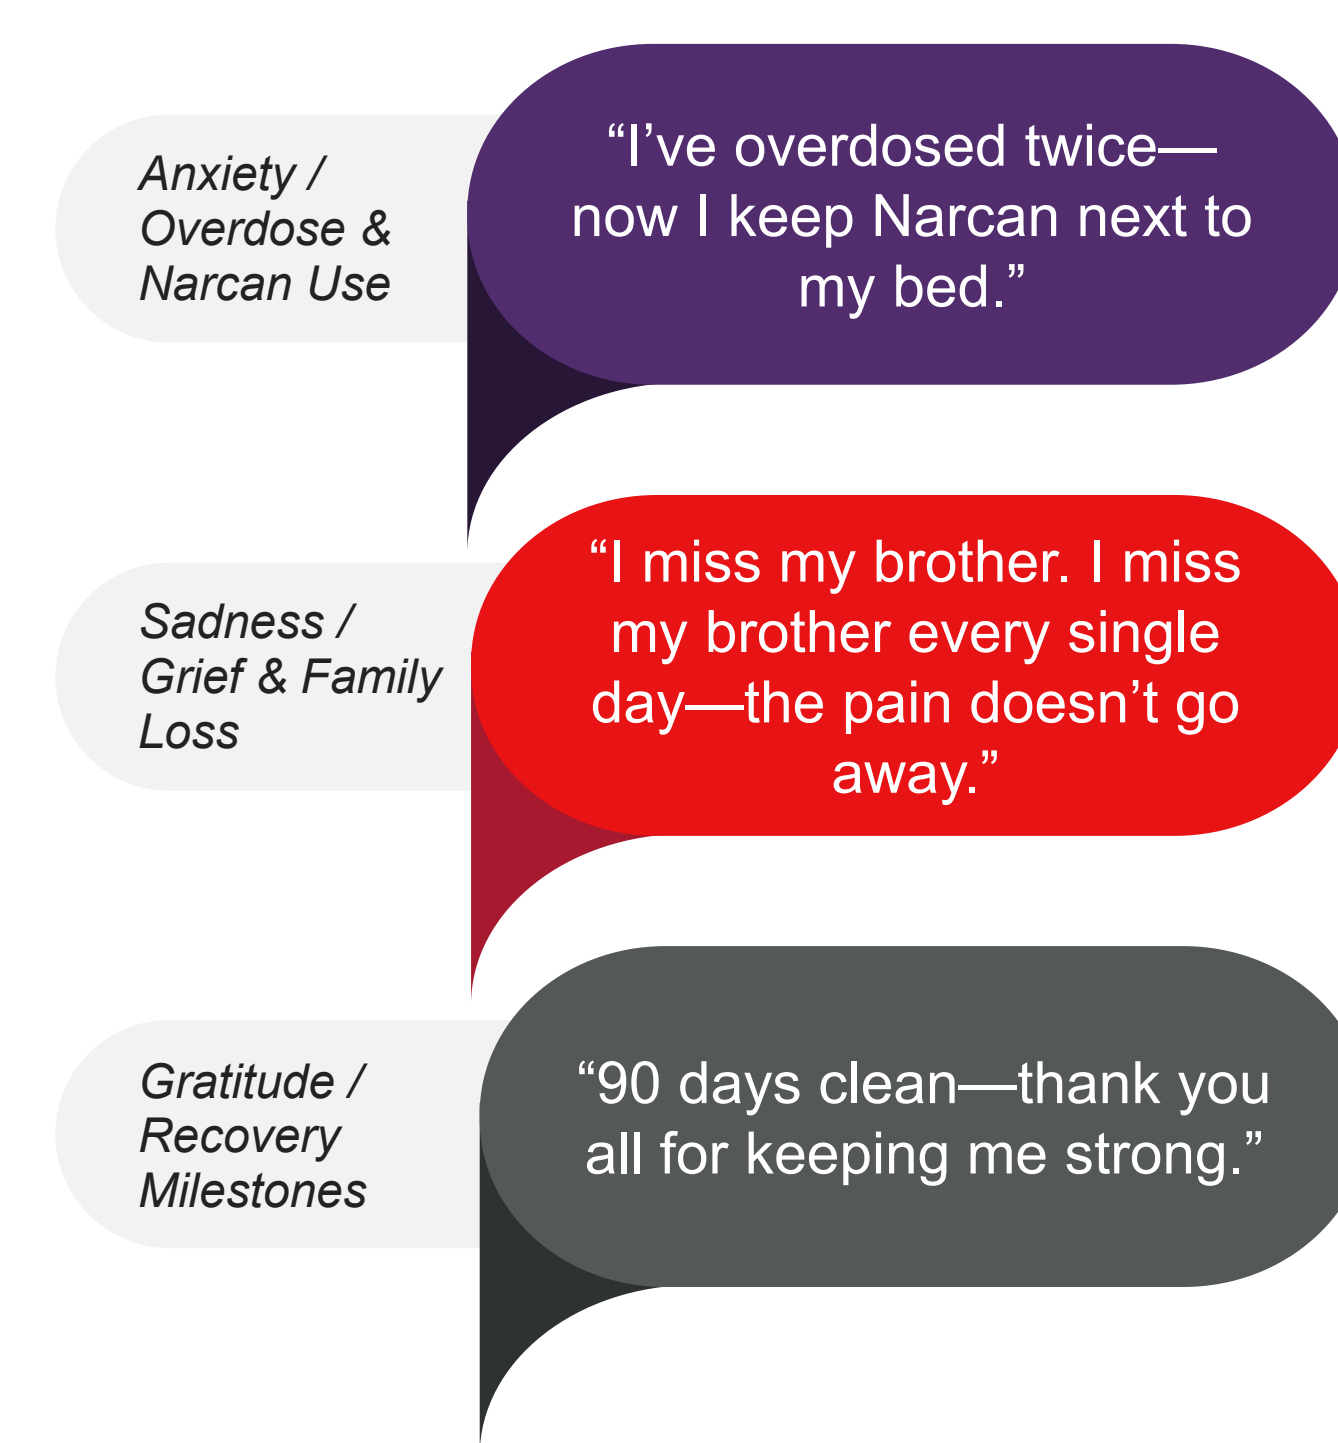 Anxiety /
Overdose &
Narcan Use
“I’ve overdosed twice—
now I keep Narcan next to
my bed.”
Sadness /
Grief & Family
Loss
“I miss my brother. I miss
my brother every single
day—the pain doesn’t go
away.”
Gratitude /
Recovery
Milestones
“90 days clean—thank you
all for keeping me strong.”